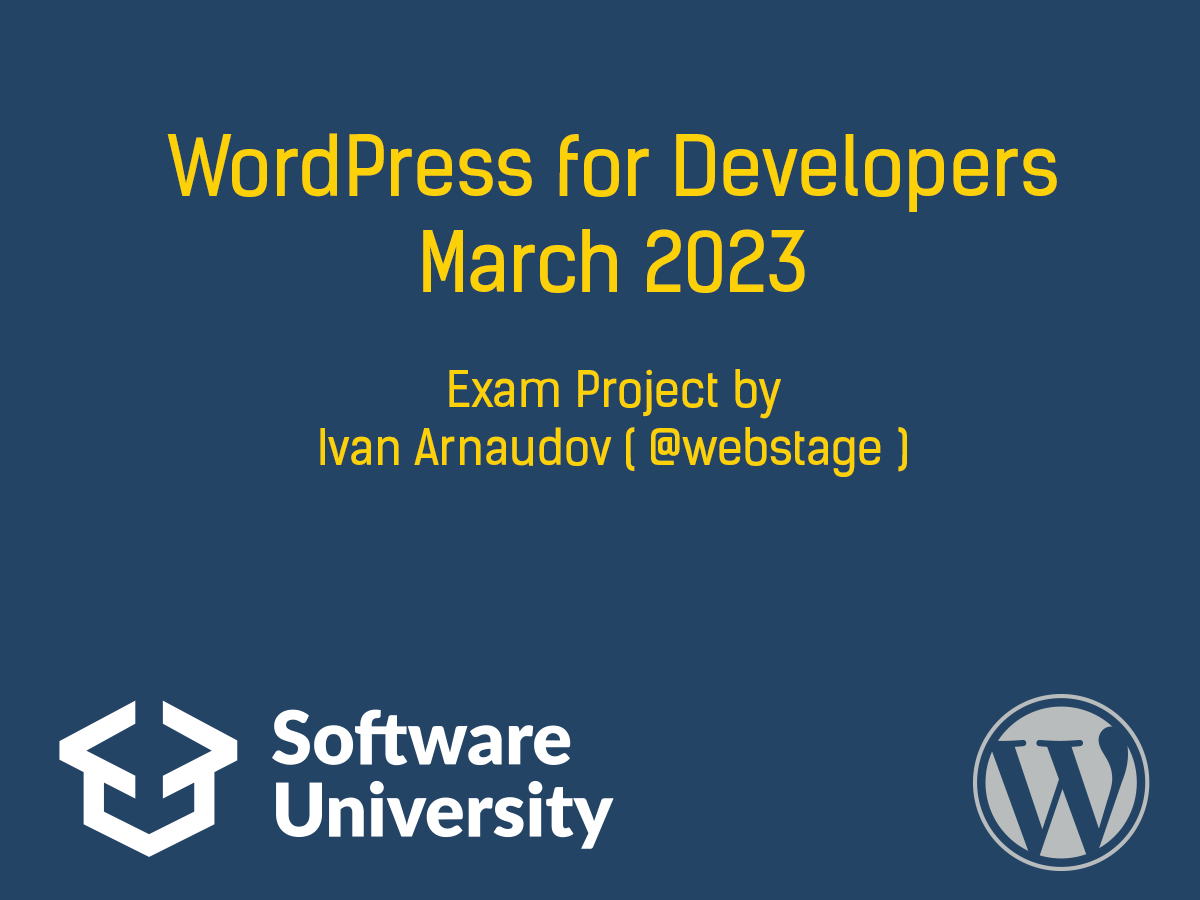 WordPress for Developers
March 2023
Exam Project by
Ivan Arnaudov ( @webstage )
Software
University
W